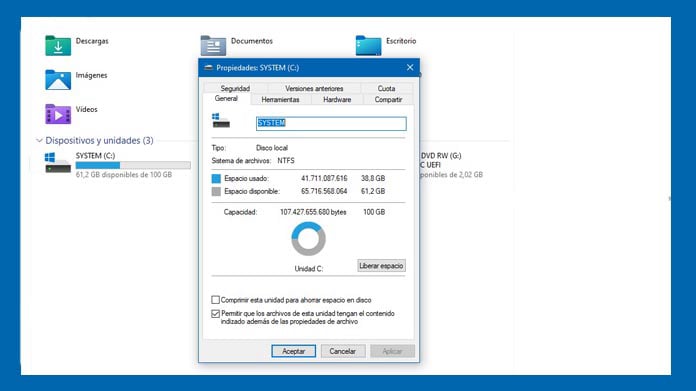 Descargas
Documentos
Escritorio
Imágenes
Vídeos
Dispositivos y unidades (3)
SYSTEM (C:)
61,2 GB disponibles de 100 GB
DVD RW (G:)
C UEFI
ponibles de 2,02 GB
Propiedades: SYSTEM (C:)
Seguridad
Versiones anteriores
Cuota
General
Herramientas
Hardware
Compartir
SYSTEM
Tipo: Disco local
Sistema de archivos: NTFS
Espacio usado: 41.711.087.616 38,8 GB
Espacio disponible: 65.716.568.064 61,2 GB
Capacidad: 107.427.655.680 bytes 100 GB
Unidad C:
Liberar espacio
Comprimir esta unidad para ahorrar espacio en disco
Permitir que los archivos de esta unidad tengan el contenido
indizado además de las propiedades de archivo
Aceptar
Cancelar
Aplicar